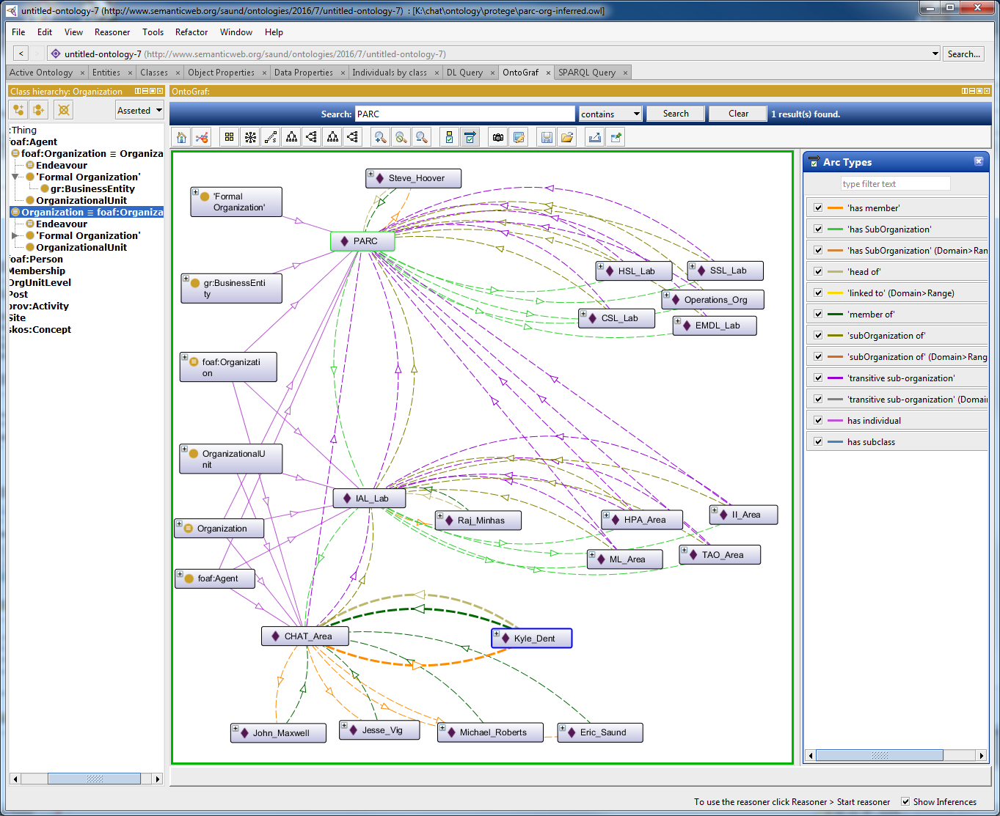 untitled-ontology-7 (http://www.semanticweb.org/saund/ontologies/2016/7/untitled-ontology-7) : [K:\chat\ontology\protege\parc-org-inferred.owl]
File Edit View Reasoner Tools Refactor Window Help
< > untitled-ontology-7 (http://www.semanticweb.org/saund/ontologies/2016/7/untitled-ontology-7) Search...
Active Ontology × Entities × Classes × Object Properties × Data Properties × Individuals by class × DL Query × OntoGraf × SPARQL Query ×
Class hierarchy: Organization
Asserted
:Thing
foaf:Agent
foaf:Organization ≡ Organiza
Endeavour
'Formal Organization'
gr:BusinessEntity
OrganizationalUnit
Organization ≡ foaf:Organiza
Endeavour
'Formal Organization'
OrganizationalUnit
foaf:Person
Membership
OrgUnitLevel
Post
prov:Activity
Site
skos:Concept
OntoGraf:
Search: PARC contains Search Clear 1 result(s) found.
Steve_Hoover
'Formal
Organization'
PARC
HSL_Lab
SSL_Lab
gr:BusinessEnti
ty
Operations_Org
CSL_Lab
EMDL_Lab
foaf:Organizati
on
OrganizationalU
nit
IAL_Lab
Raj_Minhas
HPA_Area
II_Area
Organization
ML_Area
TAO_Area
foaf:Agent
CHAT_Area
Kyle_Dent
John_Maxwell
Jesse_Vig
Michael_Roberts
Eric_Saund
Arc Types
type filter text
'has member'
'has SubOrganization'
'has SubOrganization' (Domain>Ran
'head of'
'linked to' (Domain>Range)
'member of'
'subOrganization of'
'subOrganization of' (Domain>Rang
'transitive sub-organization'
'transitive sub-organization' (Domai
has individual
has subclass
To use the reasoner click Reasoner > Start reasoner Show Inferences